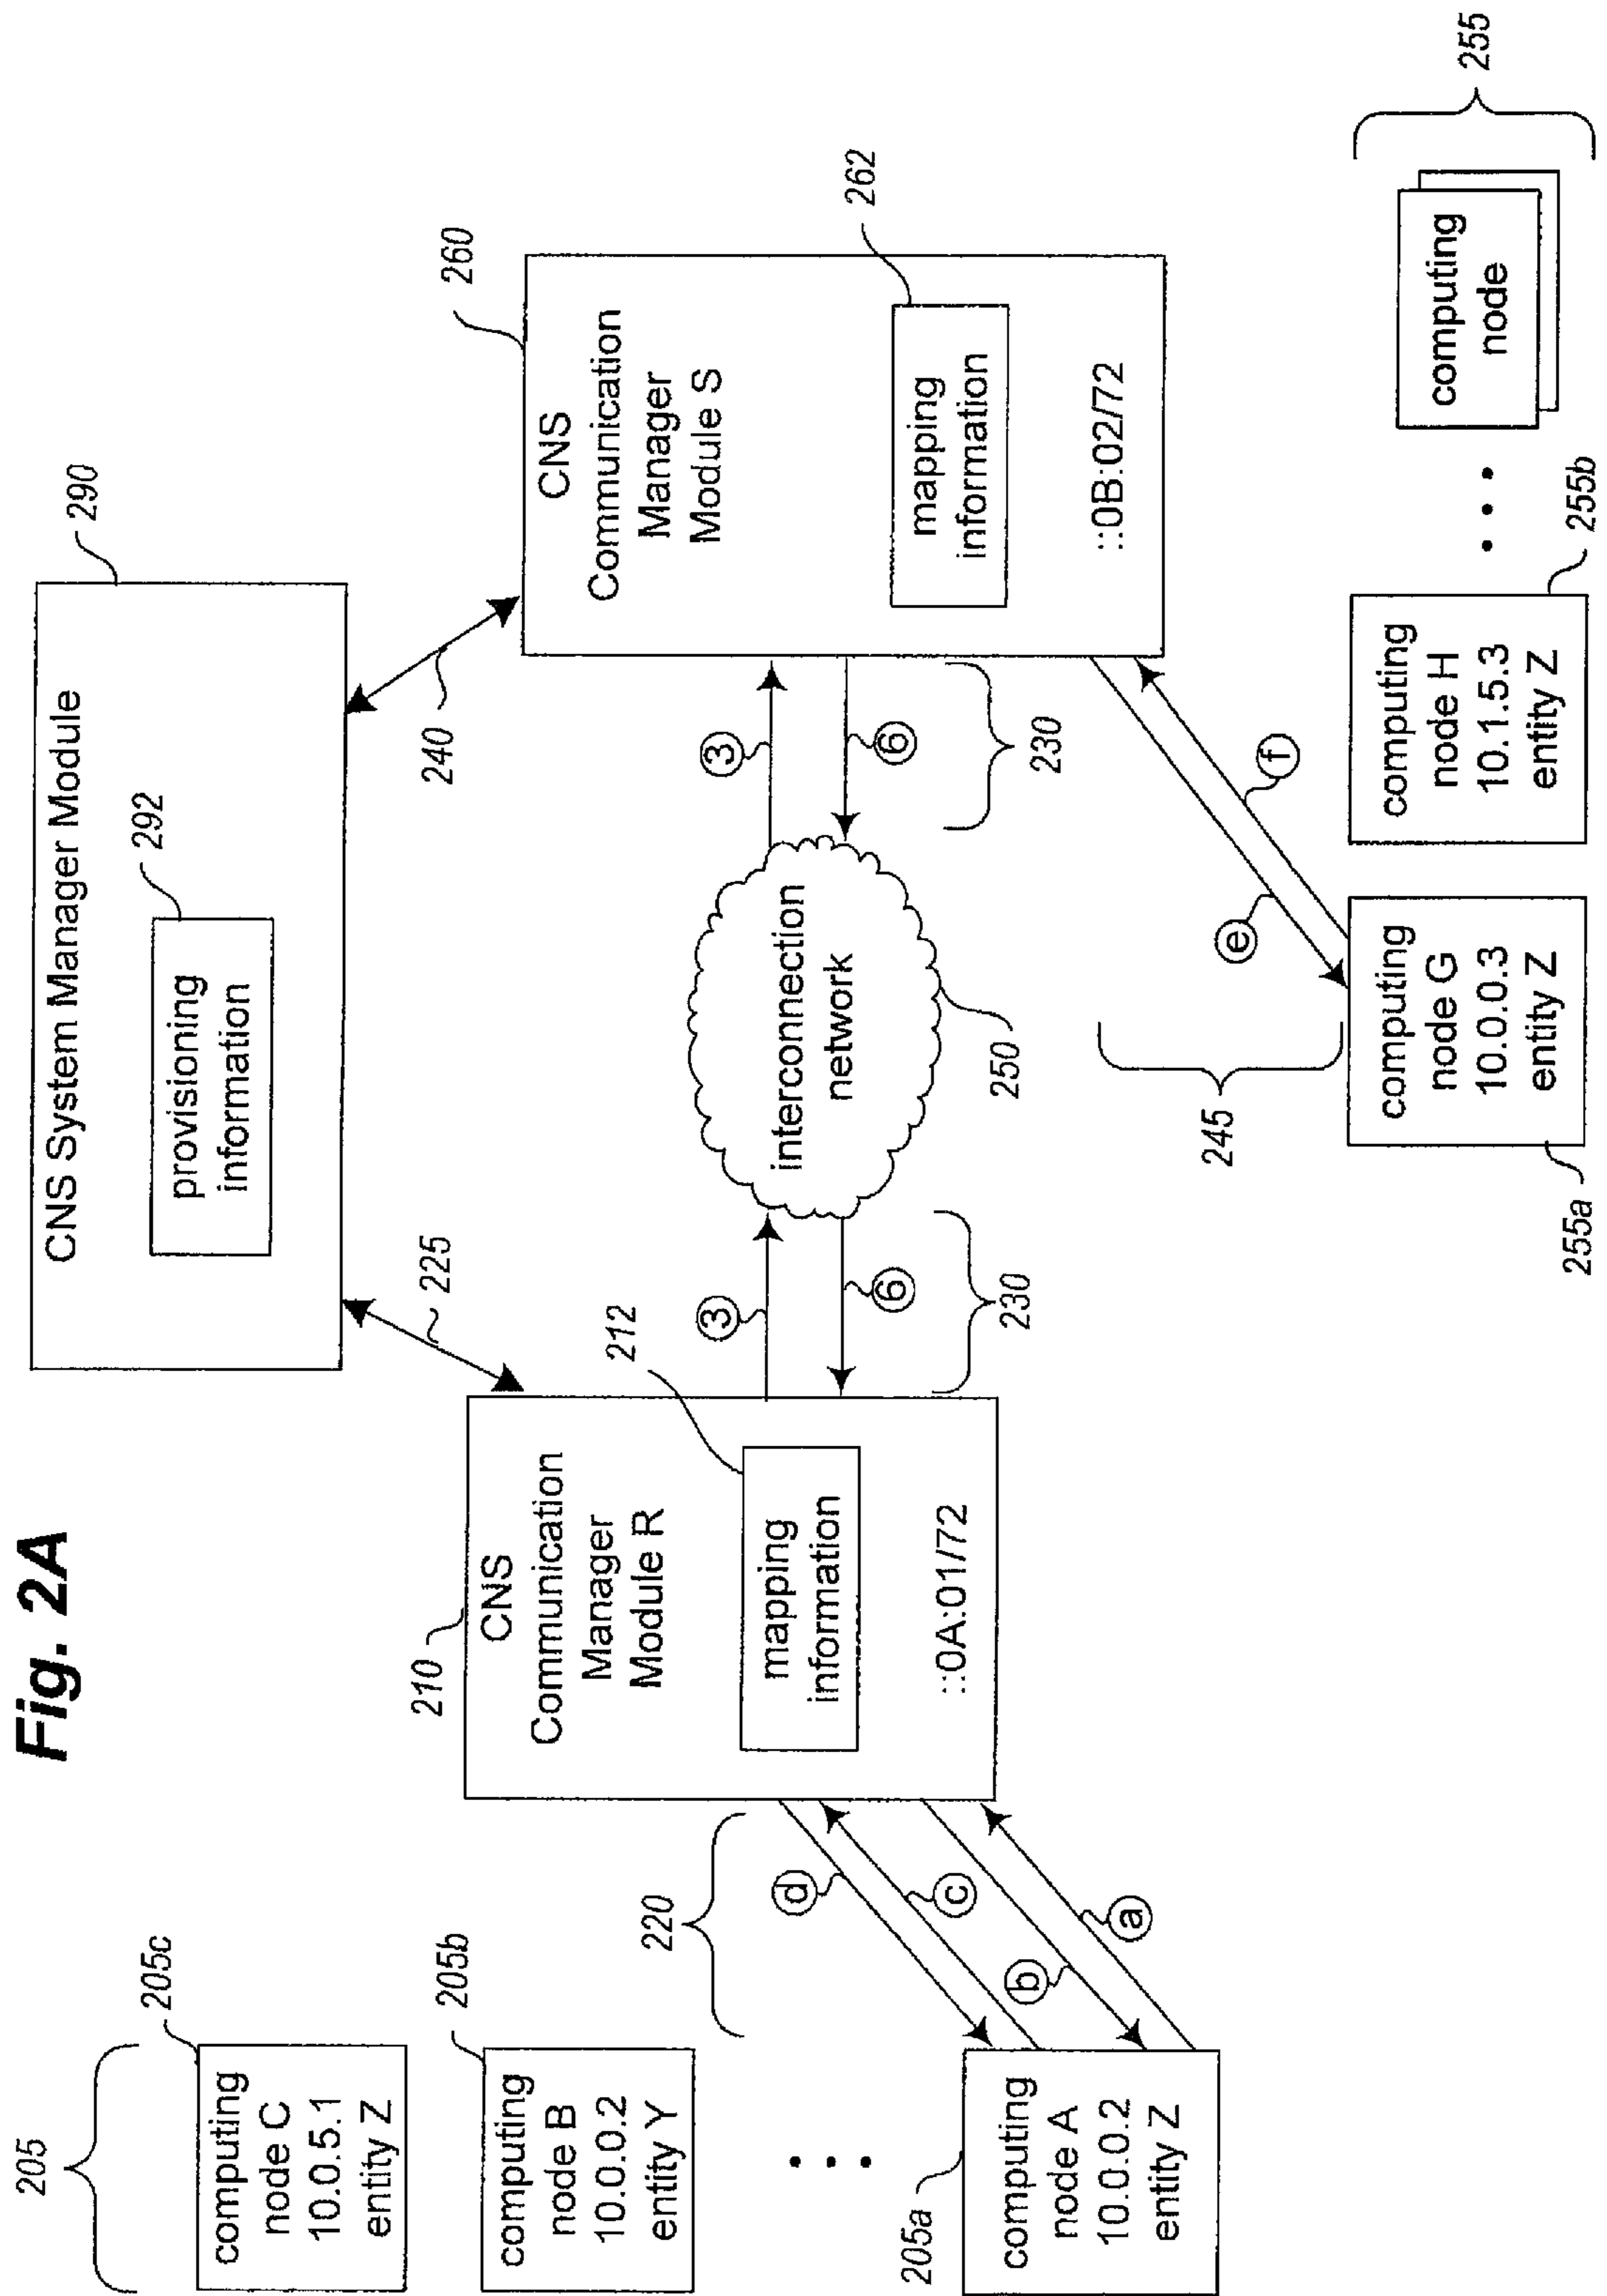 Fig. 2A
CNS System Manager Module
290
provisioning
information
292
225
240
210
CNS
Communication
Manager
Module R
212
mapping
information
::0A:01/72
260
CNS
Communication
Manager
Module S
262
mapping
information
::0B:02/72
3
6
230
interconnection
network
250
3
6
230
205
205c
computing
node C
10.0.5.1
entity Z
205b
computing
node B
10.0.0.2
entity Y
205a
computing
node A
10.0.0.2
entity Z
220
d
c
b
a
245
e
f
255a
computing
node G
10.0.0.3
entity Z
255b
computing
node H
10.1.5.3
entity Z
computing
node
255